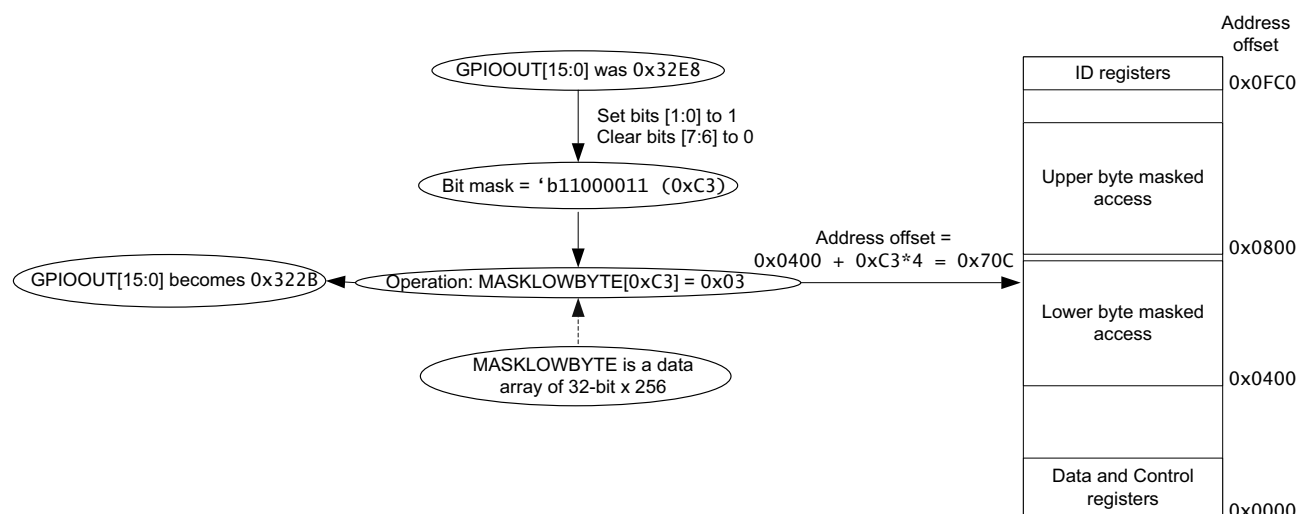 Address
offset
GPIOOUT[15:0] was 0x32E8
ID registers
0x0FC0
Set bits [1:0] to 1
Clear bits [7:6] to 0
Bit mask = ‘b11000011 (0xC3)
Upper byte masked
access
Address offset =
0x0400 + 0xC3*4 = 0x70C
0x0800
GPIOOUT[15:0] becomes 0x322B
Operation: MASKLOWBYTE[0xC3] = 0x03
Lower byte masked
access
MASKLOWBYTE is a data
array of 32-bit x 256
0x0400
Data and Control
registers
0x0000